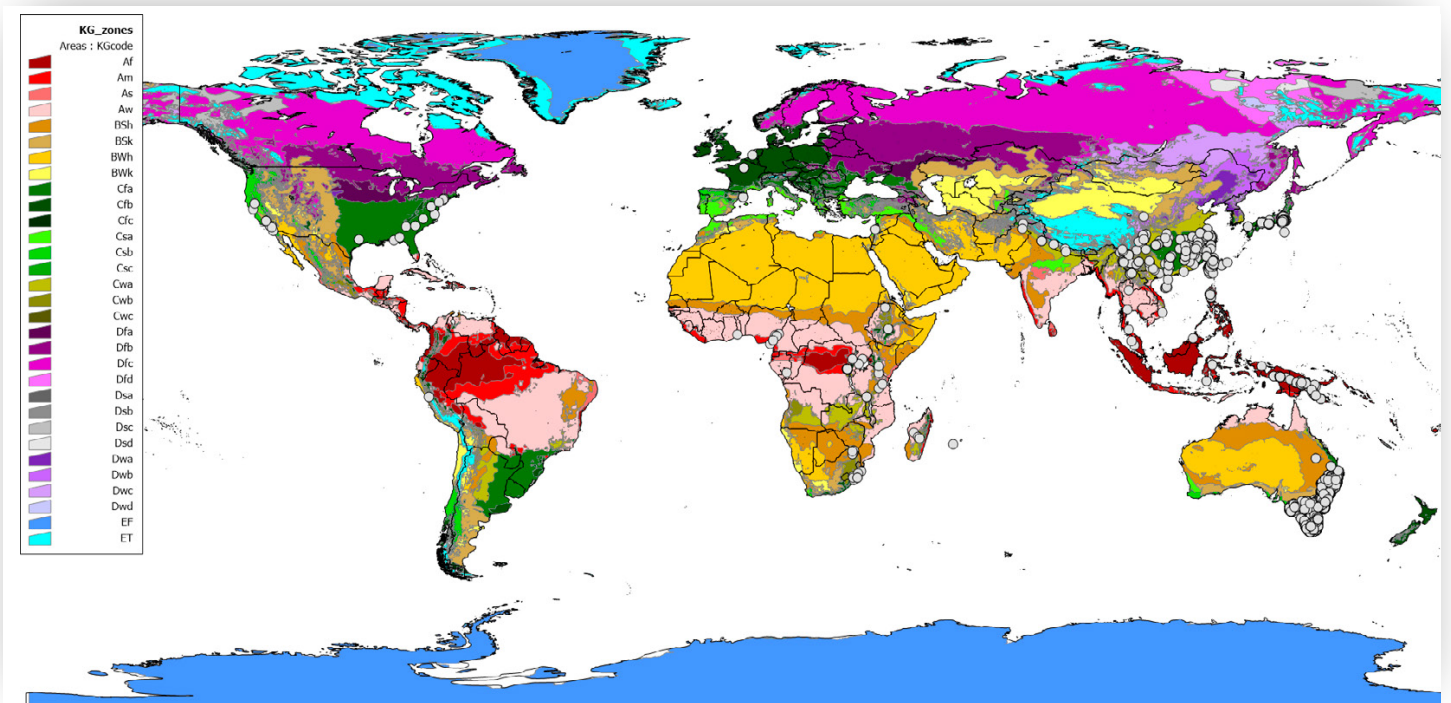 KG_zones
Areas : KGcode
Af
Am
As
Aw
BSh
BSk
BWh
BWk
Cfa
Cfb
Cfc
Csa
Csb
Csc
Cwa
Cwb
Cwc
Dfa
Dfb
Dfc
Dfd
Dsa
Dsb
Dsc
Dsd
Dwa
Dwb
Dwc
Dwd
EF
ET